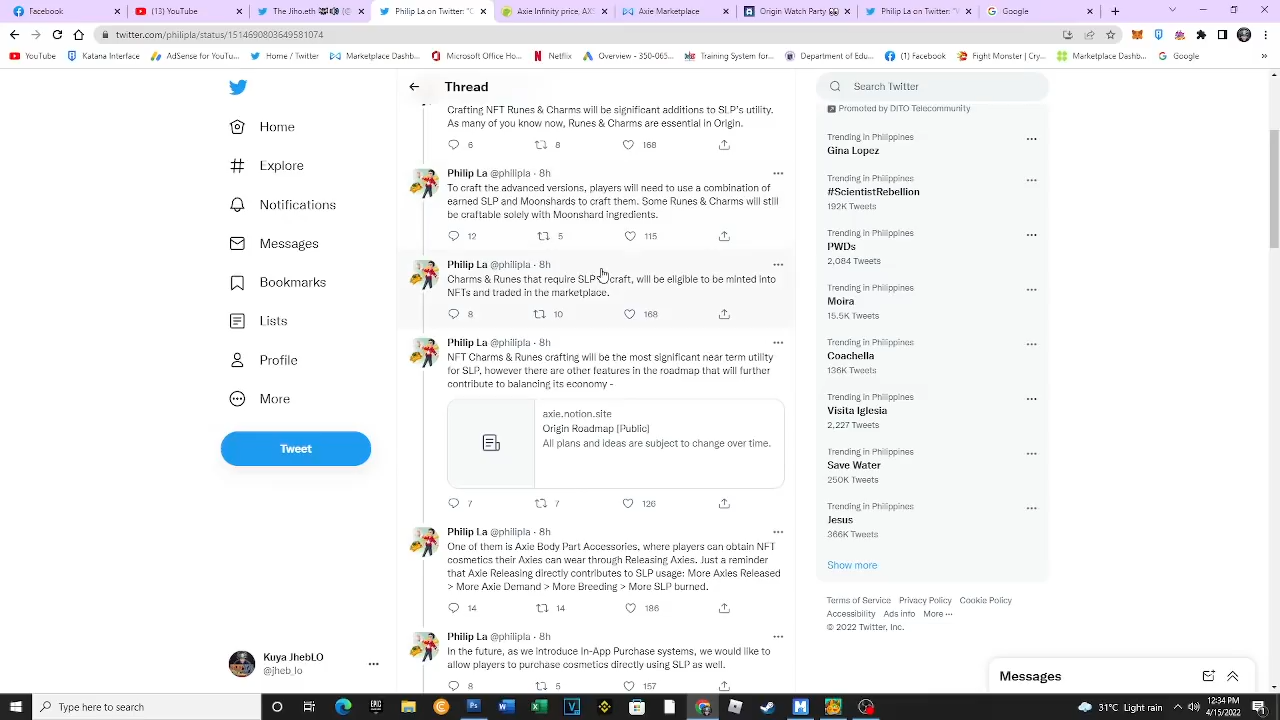 Facebook
(1) YouTube
The Jiho.eth
(@
Philip La on Twitter: "C
Axie Infinity price, AXS
Axie Marketplace
Origin Watch Party
Philip La on Twitter: "
Google
twitter.com/philipla/status/1514690803649581074
YouTube
Katana Interface
AdSense for YouTu...
Home / Twitter
Marketplace Dashb...
Microsoft Office Ho...
Netflix
Overview - 350-065...
Training System for...
Department of Edu...
(1) Facebook
Fight Monster | Cry...
Marketplace Dashb...
Google
Thread
Home
Explore
Notifications
Messages
Bookmarks
Lists
Profile
More
Tweet
Kuya JhebLO
@jheb_lo
Crafting NFT Runes & Charms will be significant additions to SLP's utility.
As many of you know now, Runes & Charms are essential in Origin.
6 8 168
Philip La @philipla · 8h
To craft the advanced versions, players will need to use a combination of
earned SLP and Moonshards to craft them. Some Runes & Charms will still
be craftable solely with Moonshard ingredients.
12 5 115
Philip La @philipla · 8h
Charms & Runes that require SLP craft, will be eligible to be minted into
NFTs and traded in the marketplace.
8 10 168
Philip La @philipla · 8h
NFT Charms & Runes crafting will be the most significant near term utility
for SLP, however there are other features in the roadmap that will further
contribute to balancing its economy -
axie.notion.site
Origin Roadmap [Public]
All plans and ideas are subject to change over time.
7 7 126
Philip La @philipla · 8h
One of them is Axie Body Part Accessories, where players can obtain NFT
cosmetics their Axies can wear through Releasing Axies. Just a reminder
that Axie Releasing directly contributes to SLP usage: More Axies Released
> More Axie Demand > More Breeding > More SLP burned.
14 14 186
Philip La @philipla · 8h
In the future, as we introduce In-App Purchase systems, we would like to
allow players to purchase cosmetics directly using SLP as well.
8 5 157
Search Twitter
Promoted by DITO Telecommunity
Trending in Philippines
Gina Lopez
Trending in Philippines
#ScientistRebellion
192K Tweets
Trending in Philippines
PWDs
2,084 Tweets
Trending in Philippines
Moira
15.5K Tweets
Trending in Philippines
Coachella
136K Tweets
Trending in Philippines
Visita Iglesia
2,227 Tweets
Trending in Philippines
Save Water
250K Tweets
Trending in Philippines
Jesus
366K Tweets
Show more
Terms of Service Privacy Policy Cookie Policy
Accessibility Ads info More ···
© 2022 Twitter, Inc.
Messages
Type here to search
31°C
Light rain
12:34 PM
4/15/2022